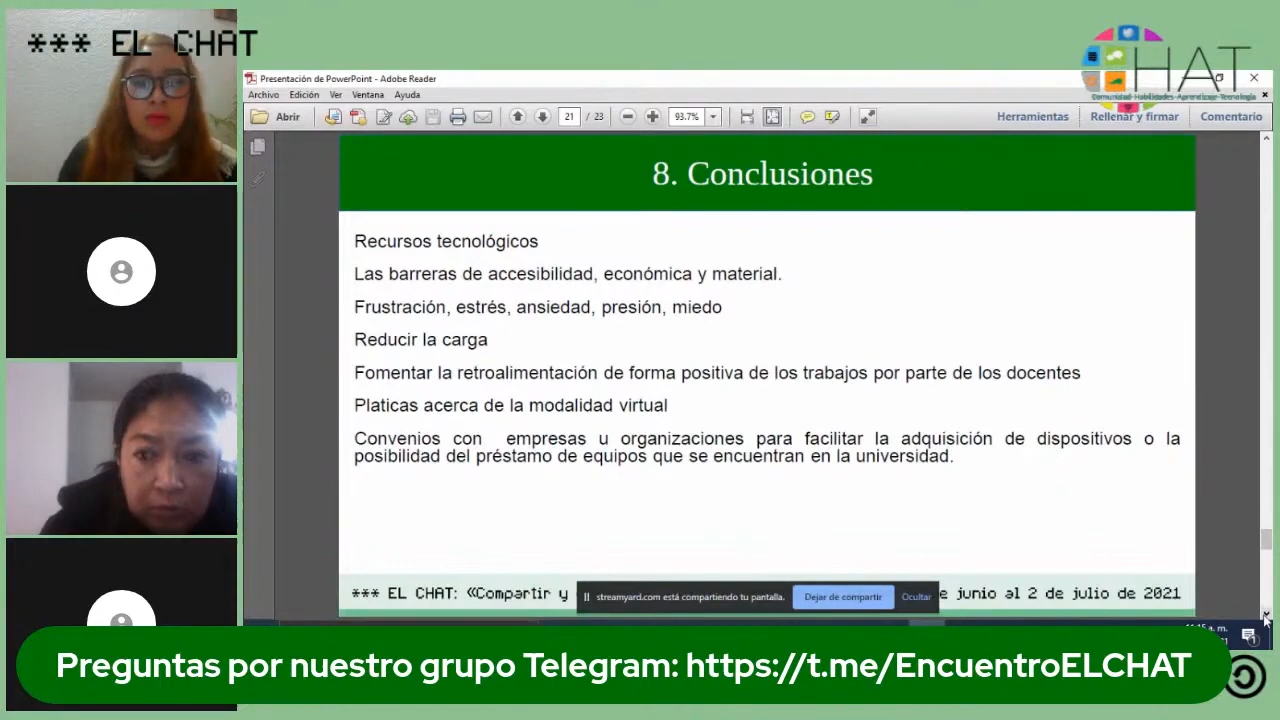 *** EL CHAT
HAT
Comunidad·Habilidades·Aprendizaje·Tecnología
Presentación de PowerPoint - Adobe Reader
Archivo Edición Ver Ventana Ayuda
Abrir 21 / 23 93.7% Herramientas Rellenar y firmar Comentario
8. Conclusiones
Recursos tecnológicos
Las barreras de accesibilidad, económica y material.
Frustración, estrés, ansiedad, presión, miedo
Reducir la carga
Fomentar la retroalimentación de forma positiva de los trabajos por parte de los docentes
Platicas acerca de la modalidad virtual
Convenios con empresas u organizaciones para facilitar la adquisición de dispositivos o la
posibilidad del préstamo de equipos que se encuentran en la universidad.
*** EL CHAT: «Compartir y e junio al 2 de julio de 2021
streamyard.com está compartiendo tu pantalla. Dejar de compartir Ocultar
Preguntas por nuestro grupo Telegram: https://t.me/EncuentroELCHAT